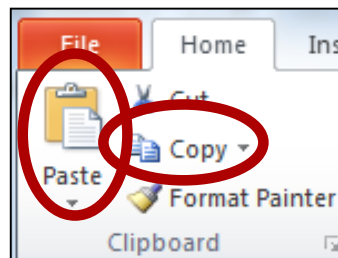 File Home Ins
Cut
Copy
Paste
Format Painter
Clipboard